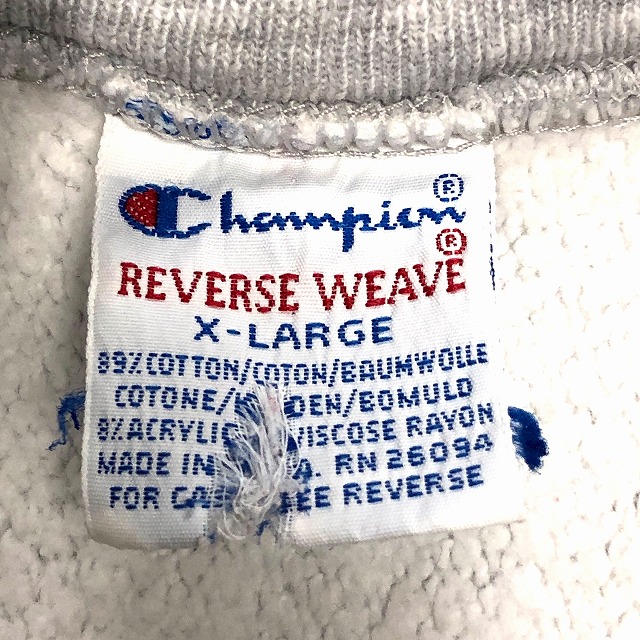 Champion®
REVERSE WEAVE®
X-LARGE
89%COTTON/COTON/BAUMWOLLE
COTONE/ DEN/BOMULD
8%ACRYLIC VISCOSE RAYON
MADE IN A. RN 26094
FOR CA SEE REVERSE